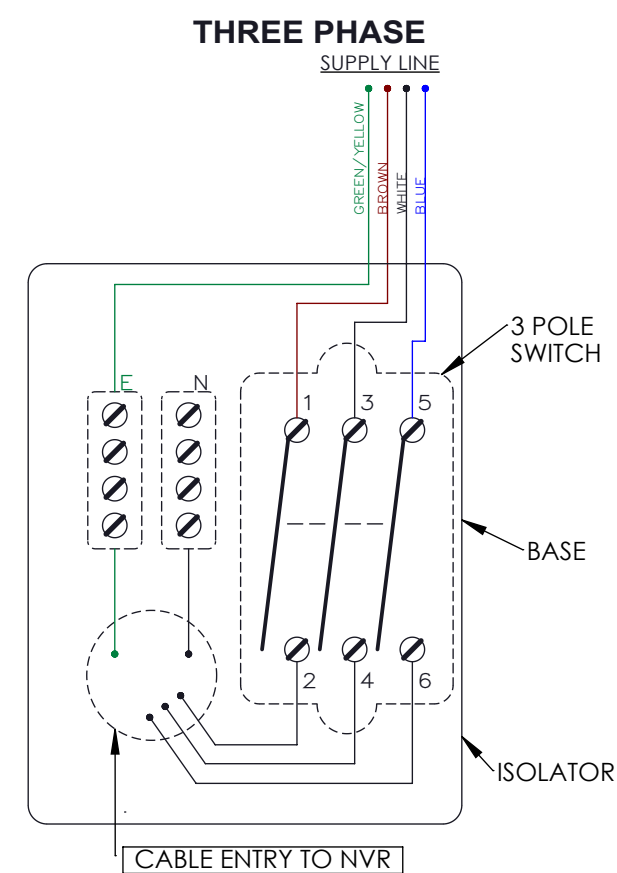 THREE PHASE
SUPPLY LINE
GREEN/YELLOW
BROWN
WHITE
BLUE
3 POLE
SWITCH
E
N
1
3
5
BASE
2
4
6
ISOLATOR
CABLE ENTRY TO NVR